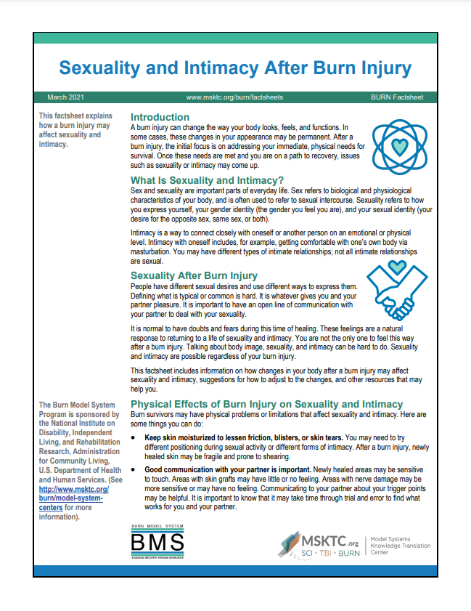 Sexuality and Intimacy After Burn Injury
March 2021 www.msktc.org/burn/factsheets BURN Factsheet
This factsheet explains
how a burn injury may
affect sexuality and
intimacy.
Introduction
A burn injury can change the way your body looks, feels, and functions. In
some cases, these changes in your appearance may be permanent. After a
burn injury, the initial focus is on addressing your immediate, physical needs for
survival. Once these needs are met and you are on a path to recovery, issues
such as sexuality or intimacy may come up.
What Is Sexuality and Intimacy?
Sex and sexuality are important parts of everyday life. Sex refers to biological and physiological
characteristics of your body, and is often used to refer to sexual intercourse. Sexuality refers to how
you express yourself, your gender identity (the gender you feel you are), and your sexual identity (your
desire for the opposite sex, same sex, or both).
Intimacy is a way to connect closely with oneself or another person on an emotional or physical
level. Intimacy with oneself includes, for example, getting comfortable with one's own body via
masturbation. You may have different types of intimate relationships; not all intimate relationships
are sexual.
Sexuality After Burn Injury
People have different sexual desires and use different ways to express them.
Defining what is typical or common is hard. It is whatever gives you and your
partner pleasure. It is important to have an open line of communication with
your partner to deal with your sexuality.
It is normal to have doubts and fears during this time of healing. These feelings are a natural
response to returning to a life of sexuality and intimacy. You are not the only one to feel this way
after a burn injury. Talking about body image, sexuality, and intimacy can be hard to do. Sexuality
and intimacy are possible regardless of your burn injury.
This factsheet includes information on how changes in your body after a burn injury may affect
sexuality and intimacy, suggestions for how to adjust to the changes, and other resources that may
help you.
The Burn Model System
Program is sponsored by
the National Institute on
Disability, Independent
Living, and Rehabilitation
Research, Administration
for Community Living,
U.S. Department of Health
and Human Services. (See
http://www.msktc.org/
burn/model-system-
centers for more
information).
Physical Effects of Burn Injury on Sexuality and Intimacy
Burn survivors may have physical problems or limitations that affect sexuality and intimacy. Here are
some things you can do:
• Keep skin moisturized to lessen friction, blisters, or skin tears. You may need to try
different positioning during sexual activity or different forms of intimacy. After a burn injury, newly
healed skin may be fragile and prone to shearing.
• Good communication with your partner is important. Newly healed areas may be sensitive
to touch. Areas with skin grafts may have little or no feeling. Areas with nerve damage may be
more sensitive or may have no feeling. Communicating to your partner about your trigger points
may be helpful. It is important to know that it may take time through trial and error to find what
works for you and your partner.
BURN MODEL SYSTEM
BMS
MSKTC.org
SCI · TBI · BURN
Model Systems
Knowledge Translation
Center